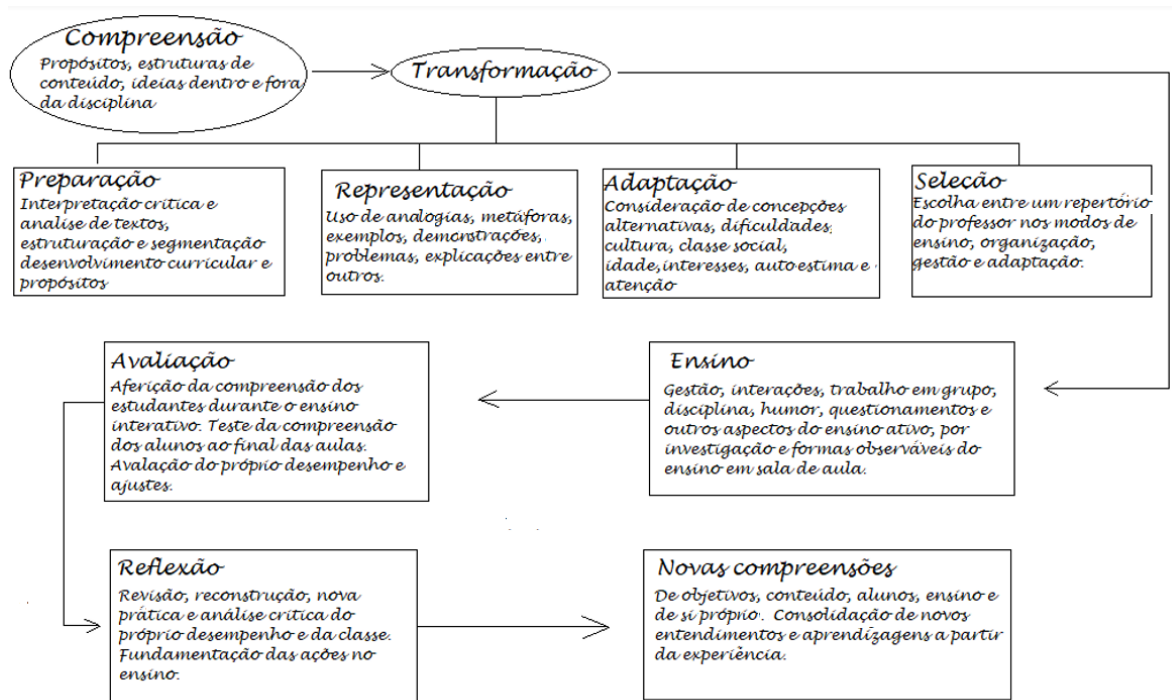 Compreensão
Propósitos, estruturas de
conteúdo, ideias dentro e fora
da disciplina
Transformação
Preparação
Interpretação crítica e
análise de textos,
estruturação e segmentação
desenvolvimento curricular e
propósitos
Representação
Uso de analogias, metáforas,
exemplos, demonstrações,
problemas, explicações entre
outros.
Adaptação
Consideração de concepções
alternativas, dificuldades,
cultura, classe social,
idade, interesses, auto estima e
atenção
Seleção
Escolha entre um repertório
do professor nos modos de
ensino, organização,
gestão e adaptação.
Avaliação
Aferição da compreensão dos
estudantes durante o ensino
interativo. Teste da compreensão
dos alunos ao final das aulas.
Avalação do próprio desempenho e
ajustes.
Ensino
Gestão, interações, trabalho em grupo,
disciplina, humor, questionamentos e
outros aspectos do ensino ativo, por
investigação e formas observáveis do
ensino em sala de aula.
Reflexão
Revisão, reconstrução, nova
prática e análise crítica do
próprio desempenho e da classe.
Fundamentação das ações no
ensino.
Novas compreensões
De objetivos, conteúdo, alunos, ensino e
de si próprio. Consolidação de novos
entendimentos e aprendizagens a partir
da experiência.